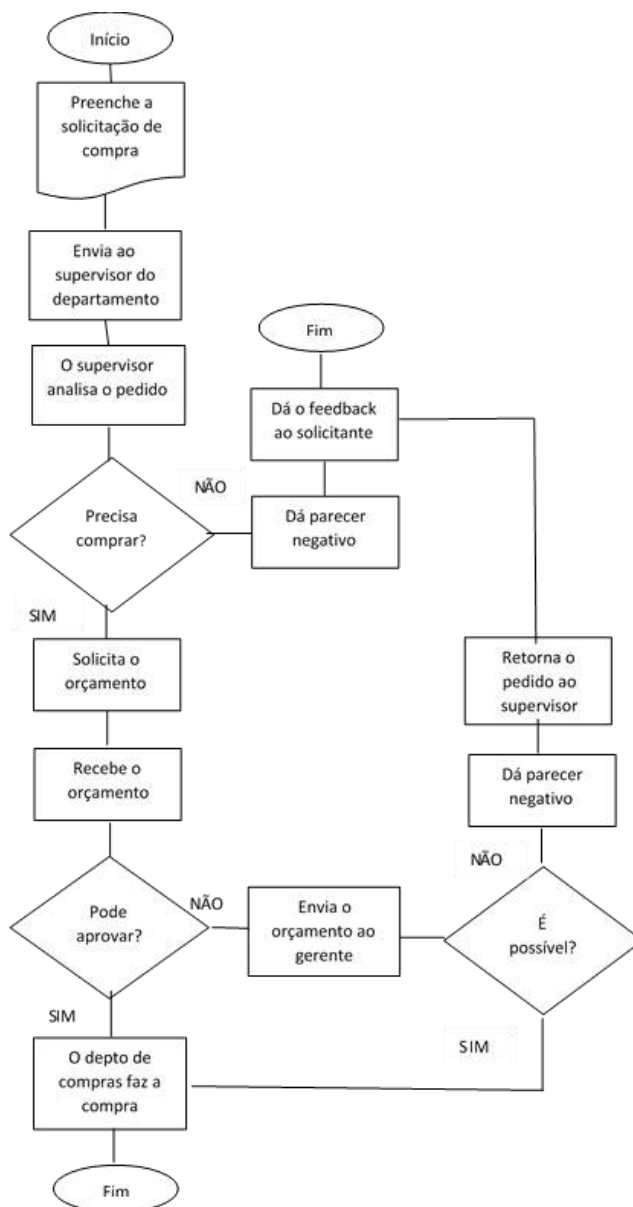 Início
Preenche a
solicitação de
compra
Envia ao
supervisor do
departamento
O supervisor
analisa o pedido
Precisa
comprar?
NÃO
Dá parecer
negativo
Dá o feedback
ao solicitante
Fim
SIM
Solicita o
orçamento
Recebe o
orçamento
Pode
aprovar?
NÃO
Envia o
orçamento ao
gerente
É
possível?
NÃO
Dá parecer
negativo
Retorna o
pedido ao
supervisor
SIM
SIM
O depto de
compras faz a
compra
Fim